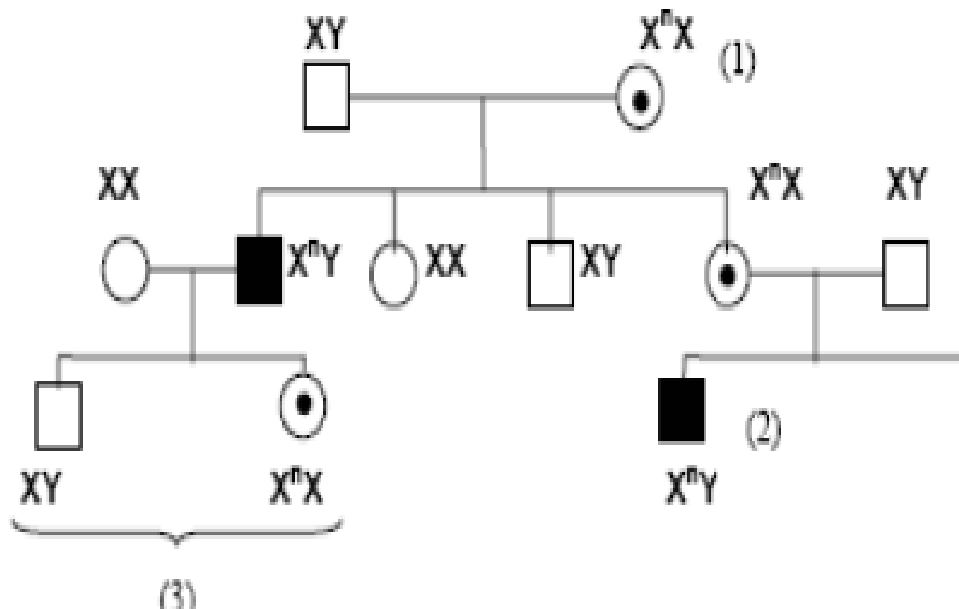 XY XⁿX (1)
XX XⁿX XY
XⁿY XX XY
(2)
XY XⁿX XⁿY
(3)